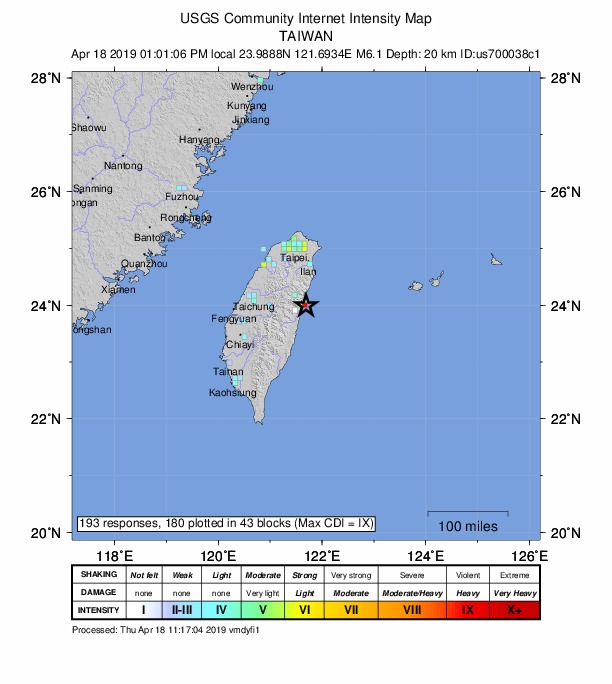 USGS Community Internet Intensity Map
TAIWAN
Apr 18 2019 01:01:06 PM local 23.9888N 121.6934E M6.1 Depth: 20 km ID:us700038c1
28˚N 28˚N
Wenzhou
Kunyang
Jinxiang
Shaowu
Hanyang
Nantong
26˚N Sanming 26˚N
Fuzhou
ongan
Rongcheng
Bantou
Quanzhou
Taipei
Ilan
Xiamen
24˚N Taichung 24˚N
Fengyuan
ongshan
Chiayi
Tainan
Kaohsiung
22˚N 22˚N
193 responses, 180 plotted in 43 blocks (Max CDI = IX)
100 miles
20˚N 20˚N
118˚E 120˚E 122˚E 124˚E 126˚E
SHAKING Not felt Weak Light Moderate Strong Very strong Severe Violent Extreme
DAMAGE none none none Very light Light Moderate Moderate/Heavy Heavy Very Heavy
INTENSITY I II-III IV V VI VII VIII IX X+
Processed: Thu Apr 18 11:17:04 2019 vmdyfi1